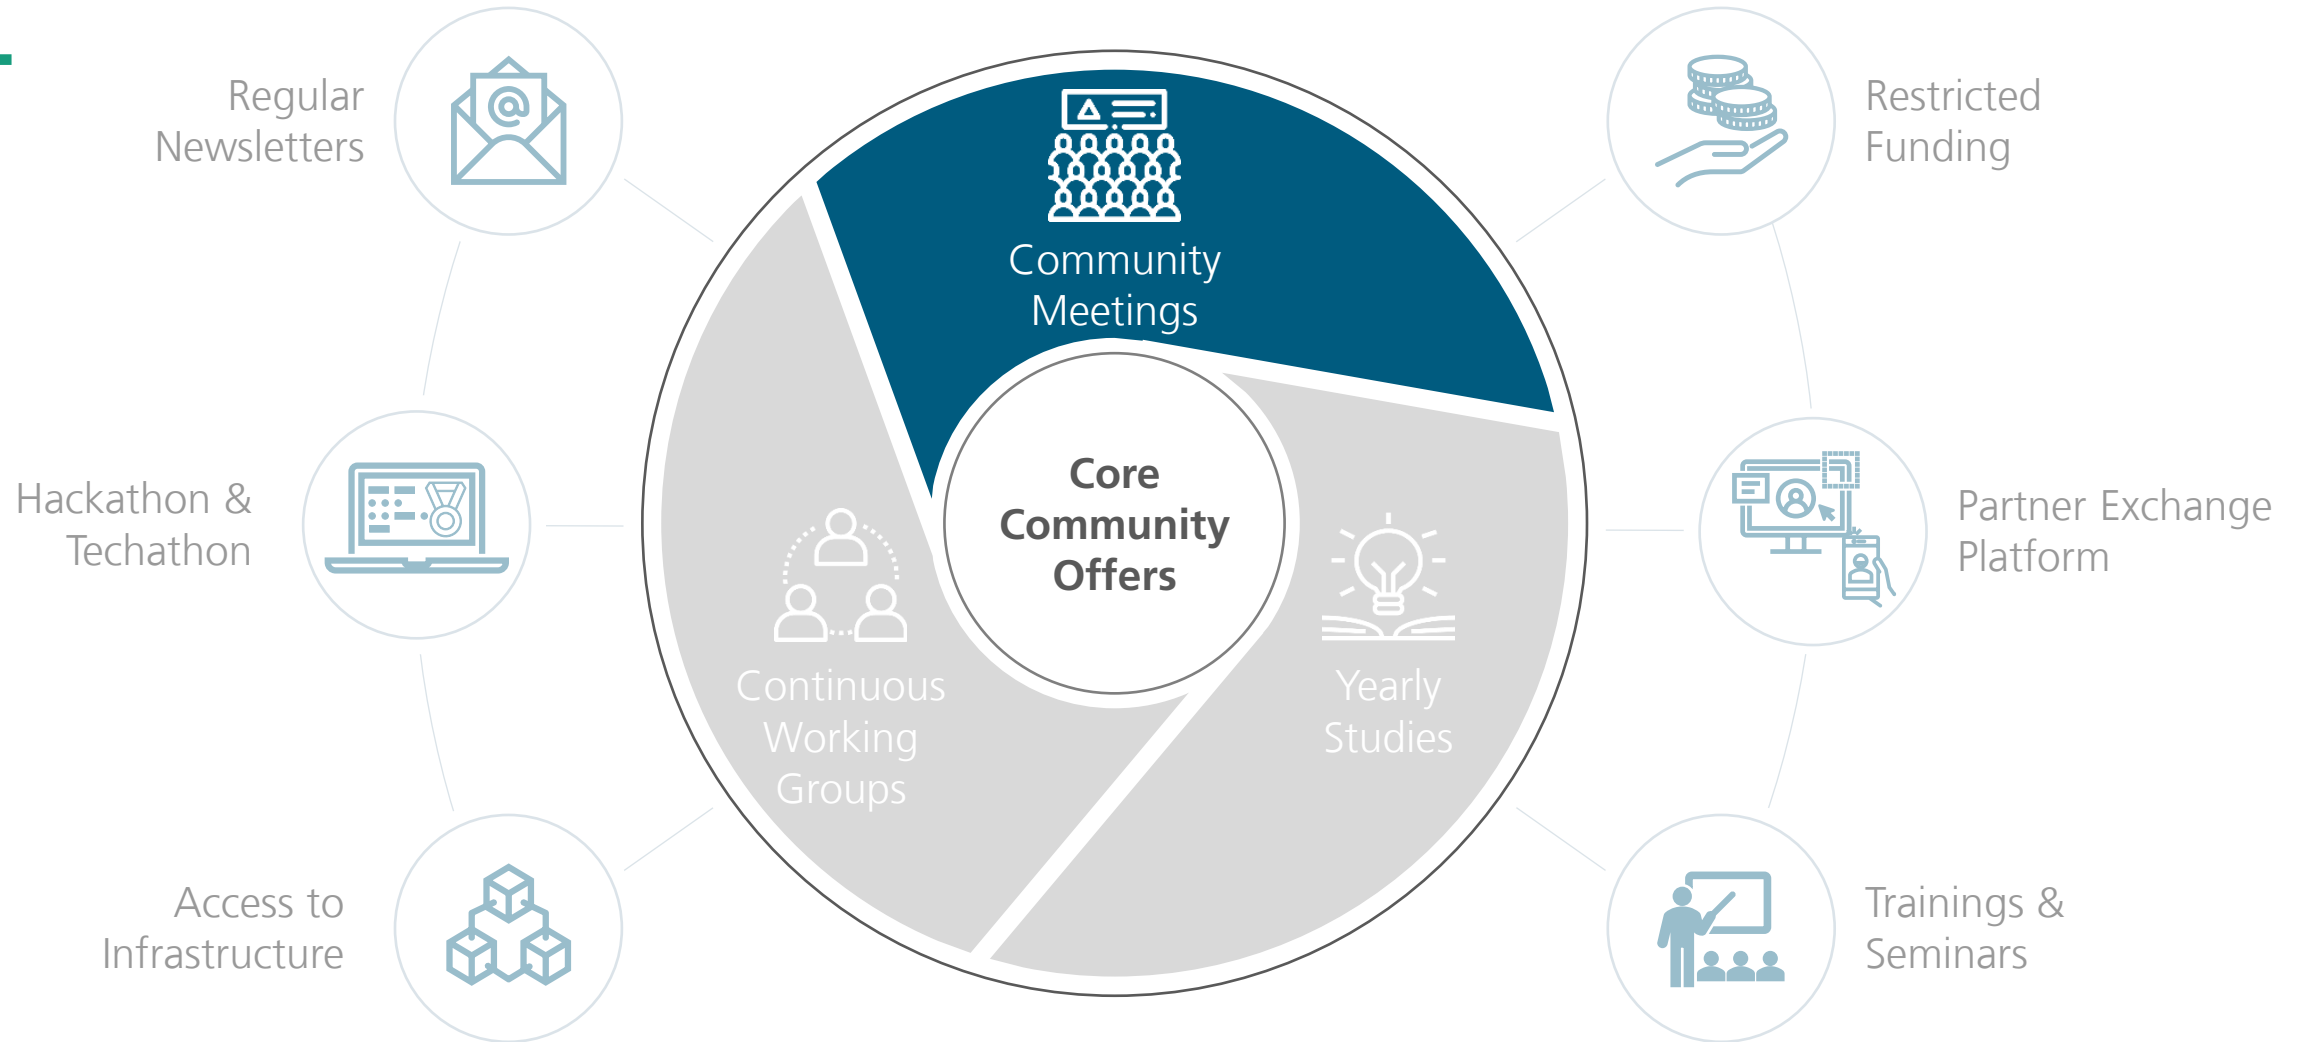 Regular
Newsletters
Hackathon &
Techathon
Access to
Infrastructure
Community
Meetings
Core
Community
Offers
Continuous
Working
Groups
Yearly
Studies
Restricted
Funding
Partner Exchange
Platform
Trainings &
Seminars